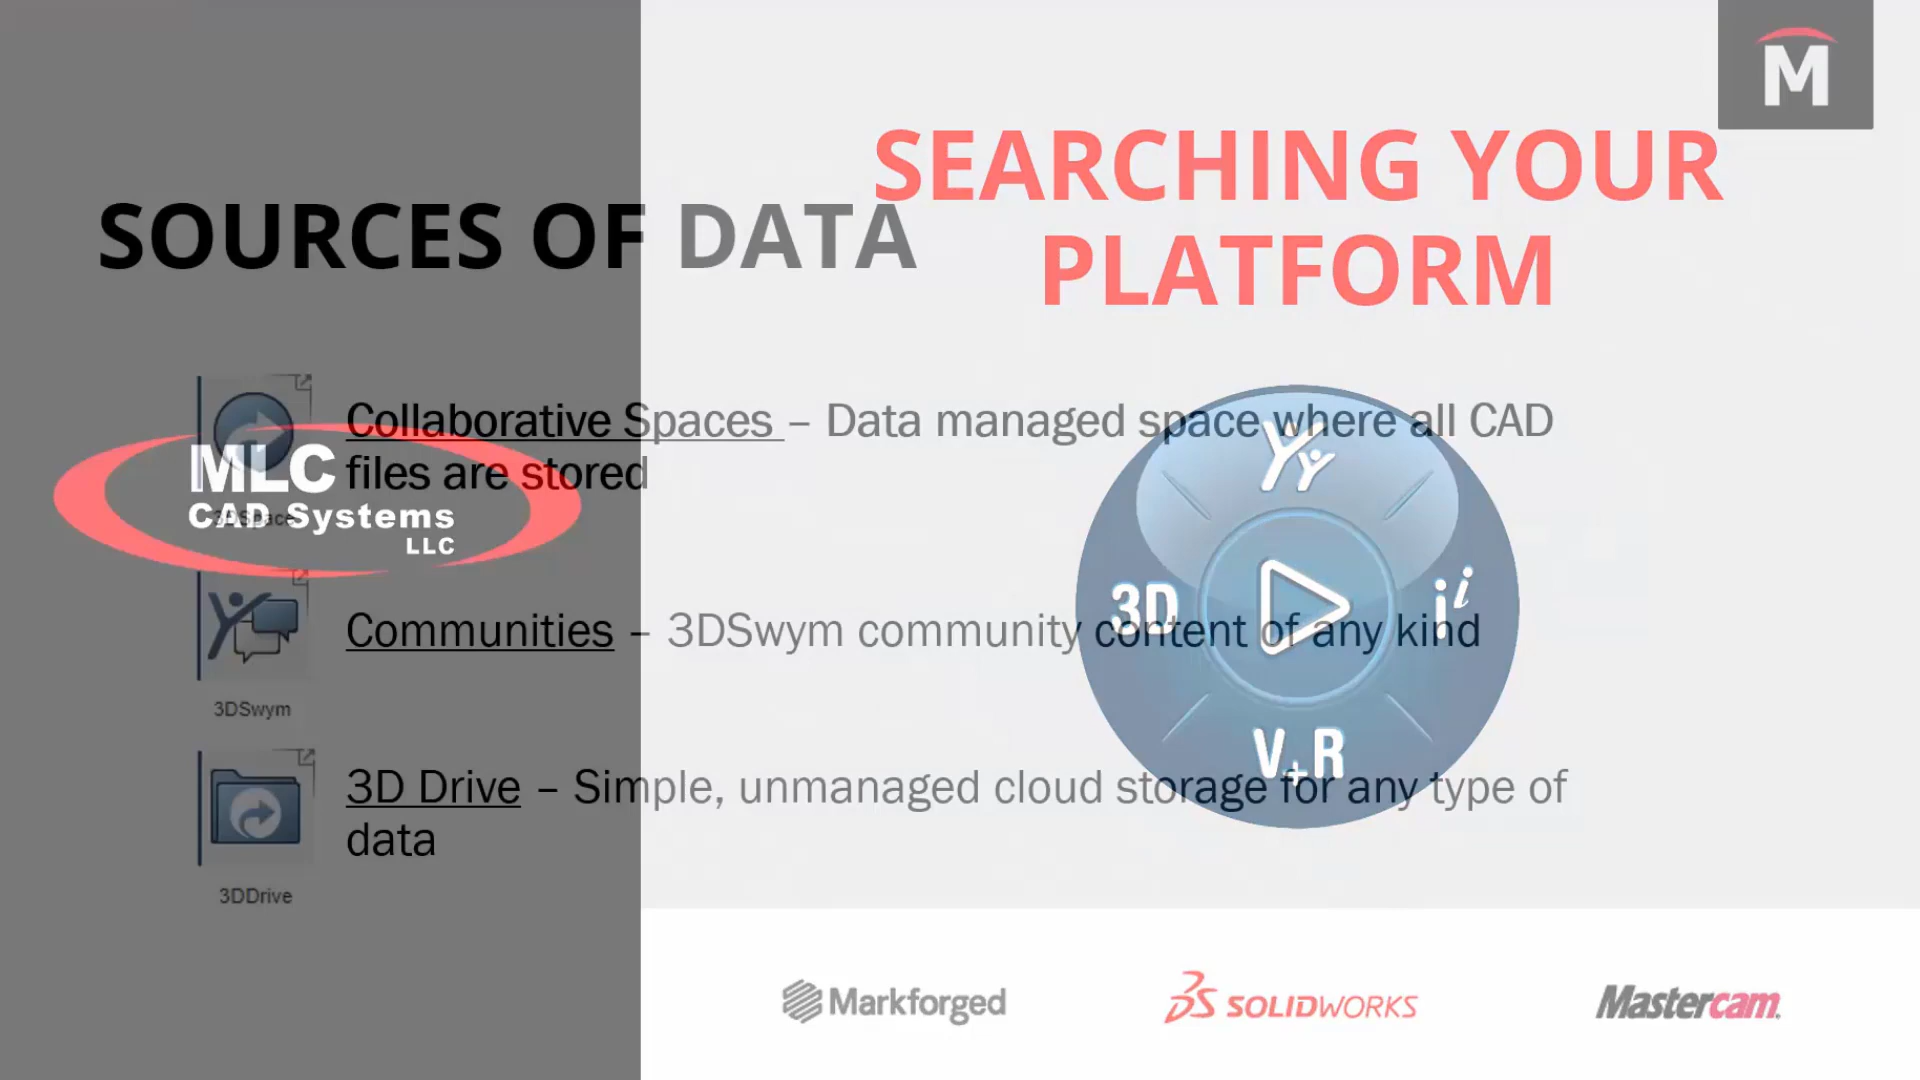 M
SEARCHING YOUR
PLATFORM
SOURCES OF DATA
Collaborative Spaces – Data managed space where all CAD
files are stored
3DSpace
MLC
CAD Systems
LLC
3D
i i
V+R
Communities – 3DSwym community content of any kind
3DSwym
3D Drive – Simple, unmanaged cloud storage for any type of
data
3DDrive
Markforged
SOLIDWORKS
Mastercam